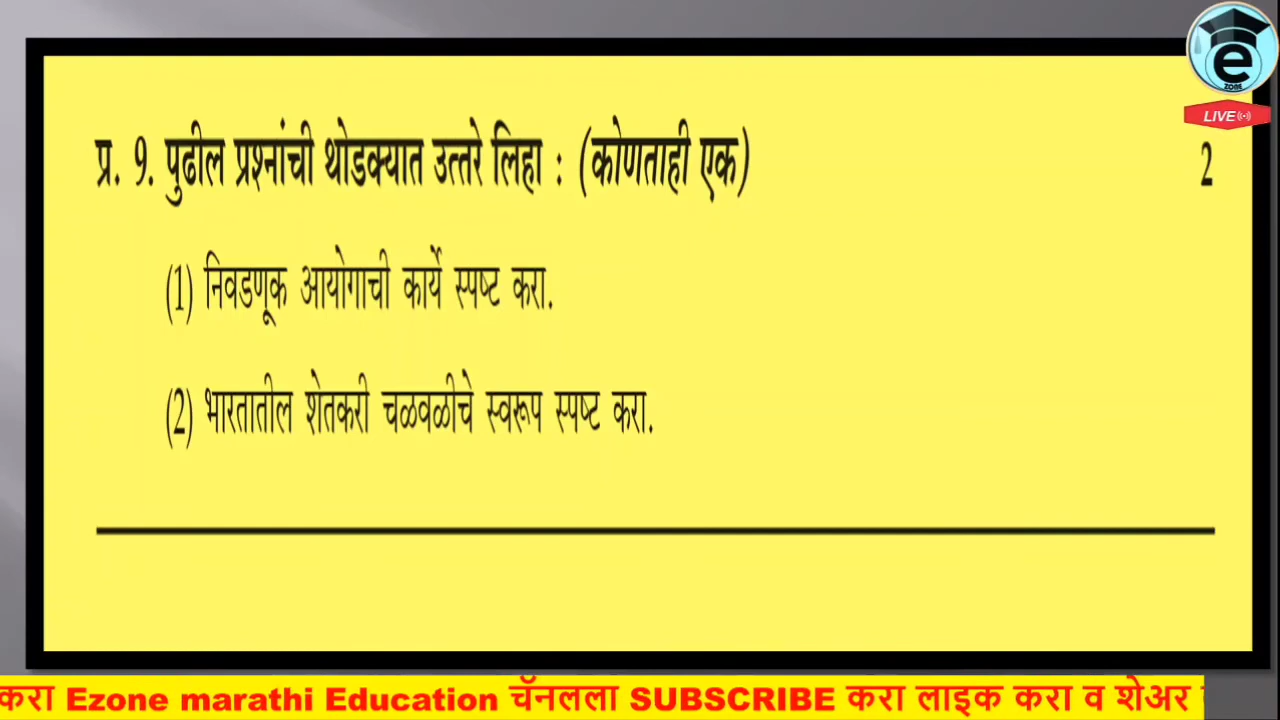 e
ZONE
LIVE
प्र. 9. पुढील प्रश्नांची थोडक्यात उत्तरे लिहा : (कोणताही एक) 2
(1) निवडणूक आयोगाची कार्ये स्पष्ट करा.
(2) भारतातील शेतकरी चळवळीचे स्वरूप स्पष्ट करा.
करा Ezone marathi Education चॅनलला SUBSCRIBE करा लाइक करा व शेअर